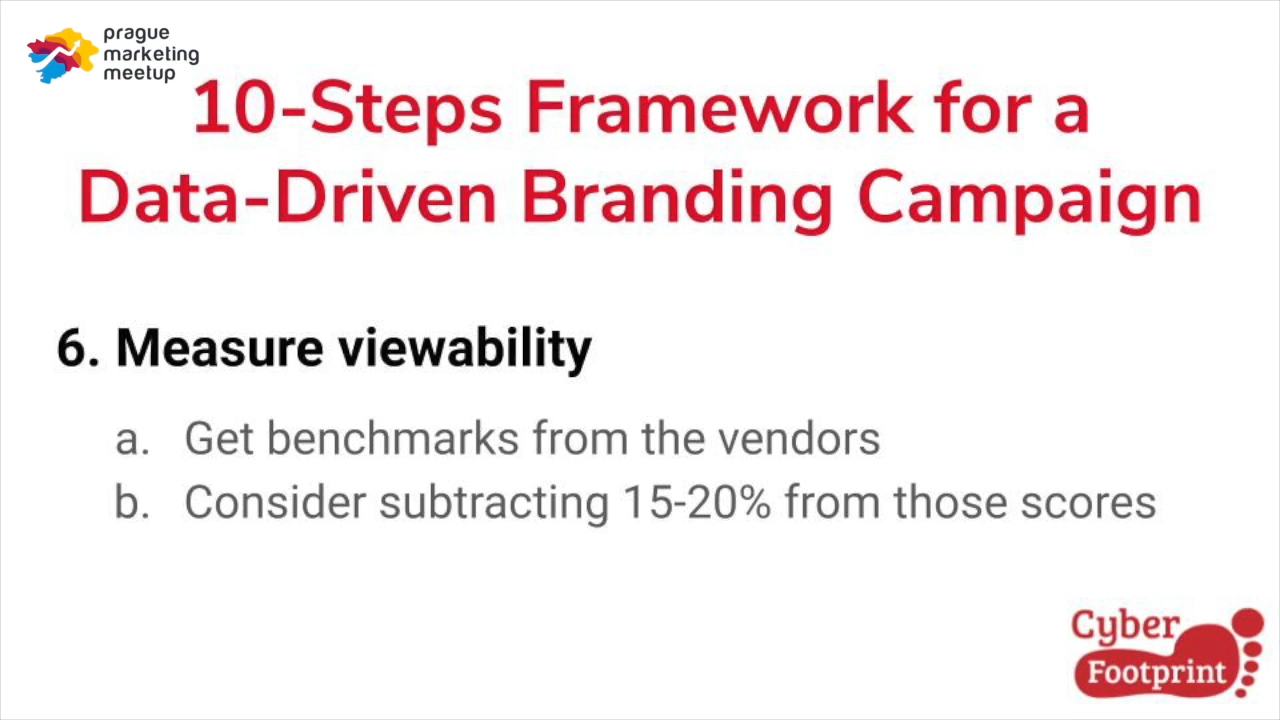 prague
marketing
meetup
10-Steps Framework for a
Data-Driven Branding Campaign
6. Measure viewability
a. Get benchmarks from the vendors
b. Consider subtracting 15-20% from those scores
Cyber
Footprint